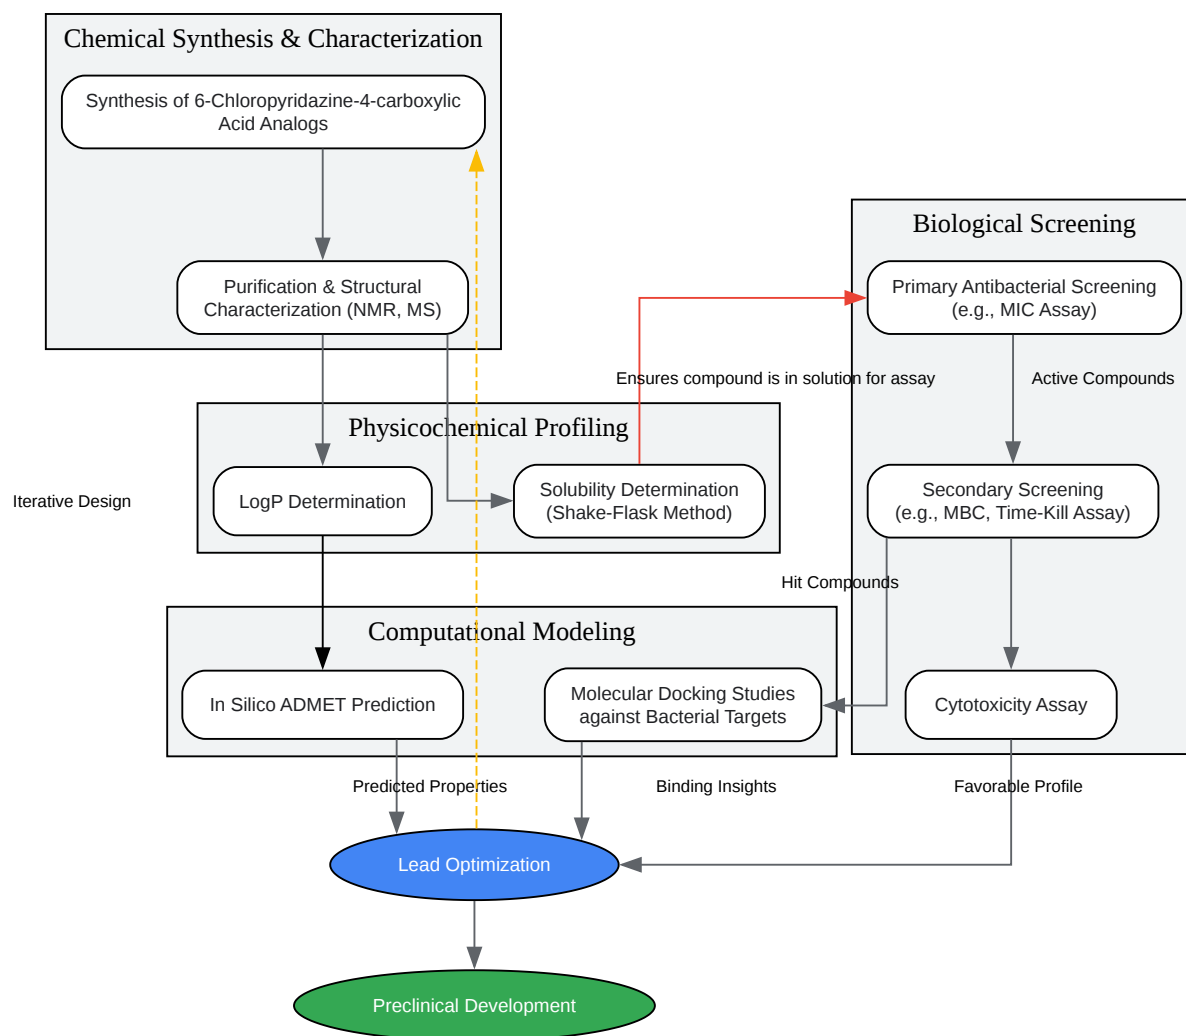 Chemical Synthesis & Characterization
Synthesis of 6-Chloropyridazine-4-carboxylic
Acid Analogs
Purification & Structural
Characterization (NMR, MS)
Biological Screening
Primary Antibacterial Screening
(e.g., MIC Assay)
Ensures compound is in solution for assay
Active Compounds
Physicochemical Profiling
LogP Determination
Solubility Determination
(Shake-Flask Method)
Secondary Screening
(e.g., MBC, Time-Kill Assay)
Iterative Design
Hit Compounds
Computational Modeling
In Silico ADMET Prediction
Molecular Docking Studies
against Bacterial Targets
Cytotoxicity Assay
Predicted Properties
Binding Insights
Favorable Profile
Lead Optimization
Preclinical Development